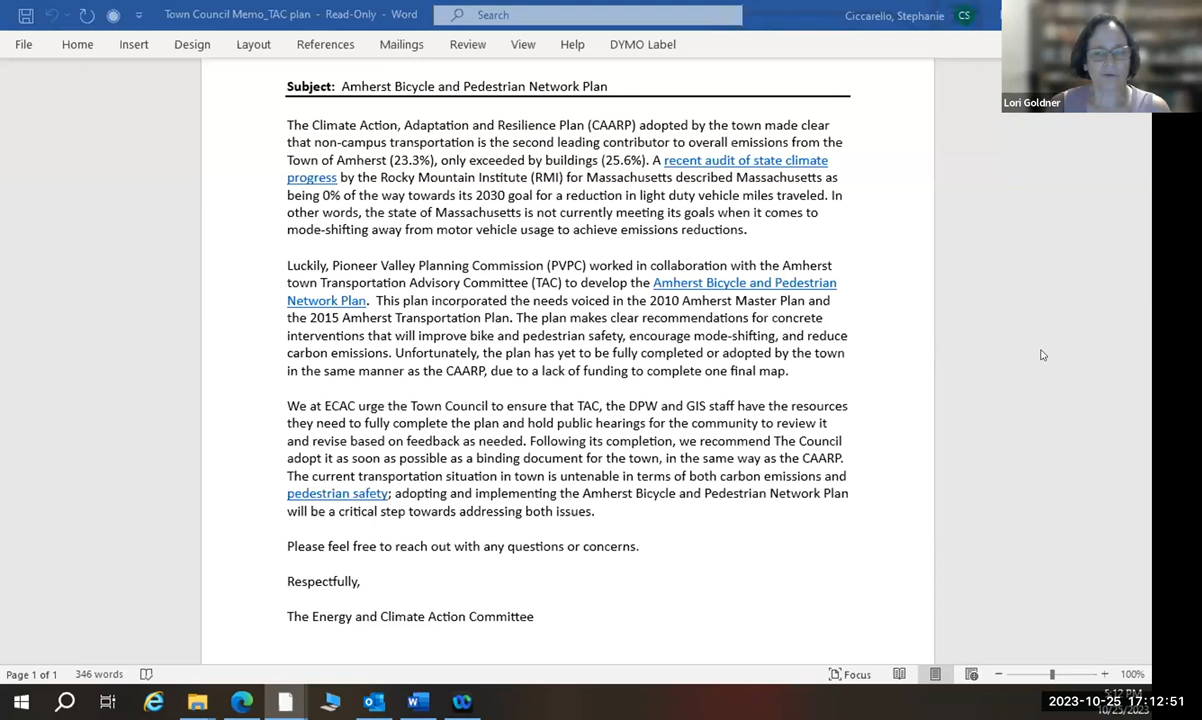 Town Council Memo_TAC plan - Read-Only - Word
Search
Ciccarello, Stephanie
CS
File Home Insert Design Layout References Mailings Review View Help DYMO Label
Lori Goldner
Subject: Amherst Bicycle and Pedestrian Network Plan
The Climate Action, Adaptation and Resilience Plan (CAARP) adopted by the town made clear
that non-campus transportation is the second leading contributor to overall emissions from the
Town of Amherst (23.3%), only exceeded by buildings (25.6%). A recent audit of state climate
progress by the Rocky Mountain Institute (RMI) for Massachusetts described Massachusetts as
being 0% of the way towards its 2030 goal for a reduction in light duty vehicle miles traveled. In
other words, the state of Massachusetts is not currently meeting its goals when it comes to
mode-shifting away from motor vehicle usage to achieve emissions reductions.
Luckily, Pioneer Valley Planning Commission (PVPC) worked in collaboration with the Amherst
town Transportation Advisory Committee (TAC) to develop the Amherst Bicycle and Pedestrian
Network Plan. This plan incorporated the needs voiced in the 2010 Amherst Master Plan and
the 2015 Amherst Transportation Plan. The plan makes clear recommendations for concrete
interventions that will improve bike and pedestrian safety, encourage mode-shifting, and reduce
carbon emissions. Unfortunately, the plan has yet to be fully completed or adopted by the town
in the same manner as the CAARP, due to a lack of funding to complete one final map.
We at ECAC urge the Town Council to ensure that TAC, the DPW and GIS staff have the resources
they need to fully complete the plan and hold public hearings for the community to review it
and revise based on feedback as needed. Following its completion, we recommend The Council
adopt it as soon as possible as a binding document for the town, in the same way as the CAARP.
The current transportation situation in town is untenable in terms of both carbon emissions and
pedestrian safety; adopting and implementing the Amherst Bicycle and Pedestrian Network Plan
will be a critical step towards addressing both issues.
Please feel free to reach out with any questions or concerns.
Respectfully,
The Energy and Climate Action Committee
Page 1 of 1 346 words
Focus
100%
5:12 PM
2023-10-25 17:12:51
10/25/2023